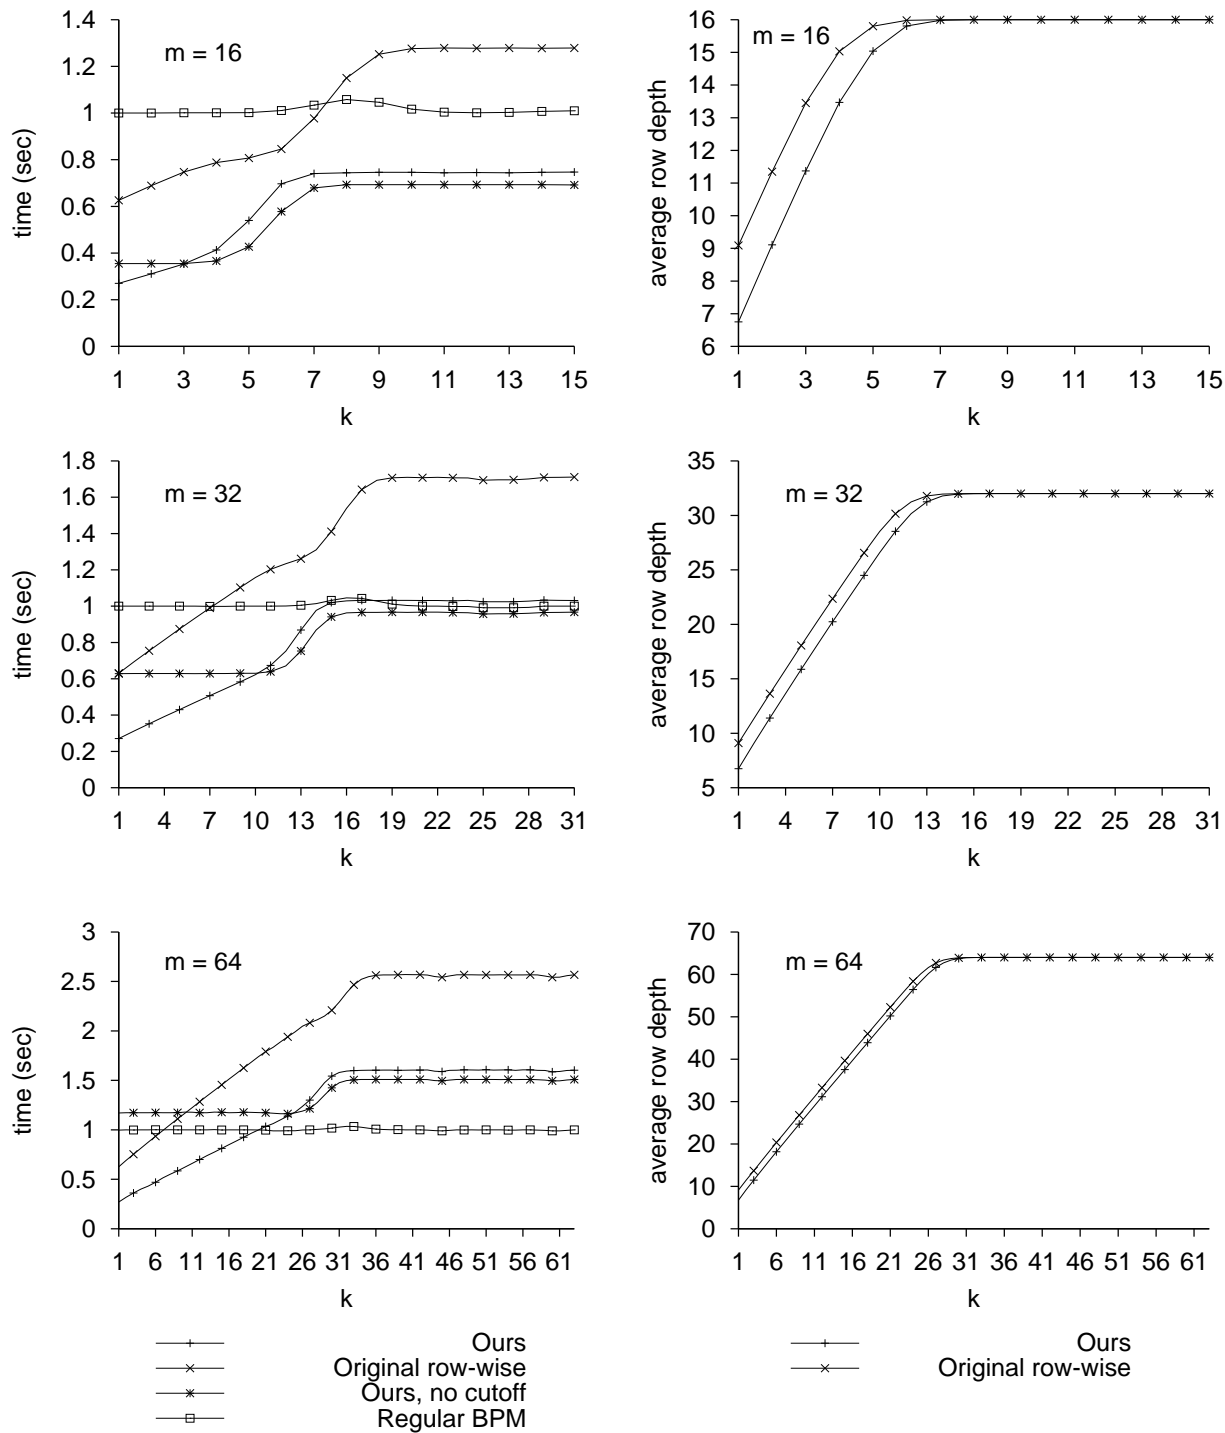 1.4
1.2
1
0.8
0.6
0.4
0.2
0
m = 16
time (sec)
1 3 5 7 9 11 13 15
k
16
15
14
13
12
11
10
9
8
7
6
m = 16
average row depth
1 3 5 7 9 11 13 15
k
1.8
1.6
1.4
1.2
1
0.8
0.6
0.4
0.2
0
m = 32
time (sec)
1 4 7 10 13 16 19 22 25 28 31
k
35
30
25
20
15
10
5
m = 32
average row depth
1 4 7 10 13 16 19 22 25 28 31
k
3
2.5
2
1.5
1
0.5
0
m = 64
time (sec)
1 6 11 16 21 26 31 36 41 46 51 56 61
k
70
60
50
40
30
20
10
0
m = 64
average row depth
1 6 11 16 21 26 31 36 41 46 51 56 61
k
Ours
Original row-wise
Ours, no cutoff
Regular BPM
Ours
Original row-wise